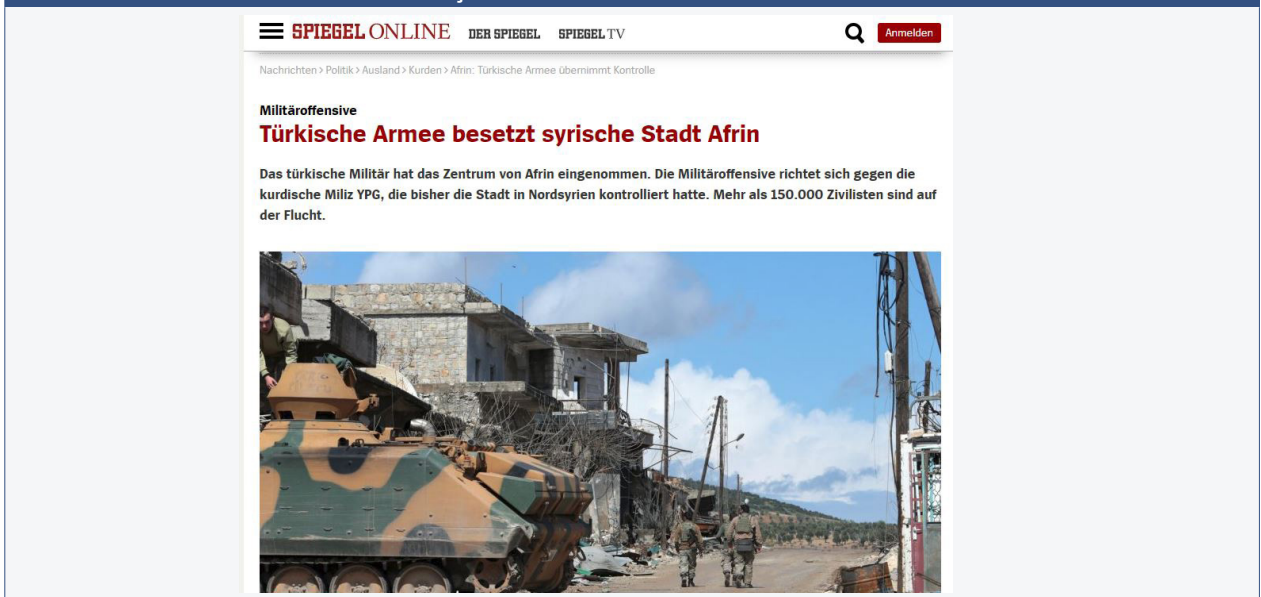 SPIEGEL ONLINE DER SPIEGEL SPIEGEL TV Anmelden
Nachrichten > Politik > Ausland > Kurden > Afrin: Türkische Armee übernimmt Kontrolle
Militäroffensive
Türkische Armee besetzt syrische Stadt Afrin
Das türkische Militär hat das Zentrum von Afrin eingenommen. Die Militäroffensive richtet sich gegen die
kurdische Miliz YPG, die bisher die Stadt in Nordsyrien kontrolliert hatte. Mehr als 150.000 Zivilisten sind auf
der Flucht.